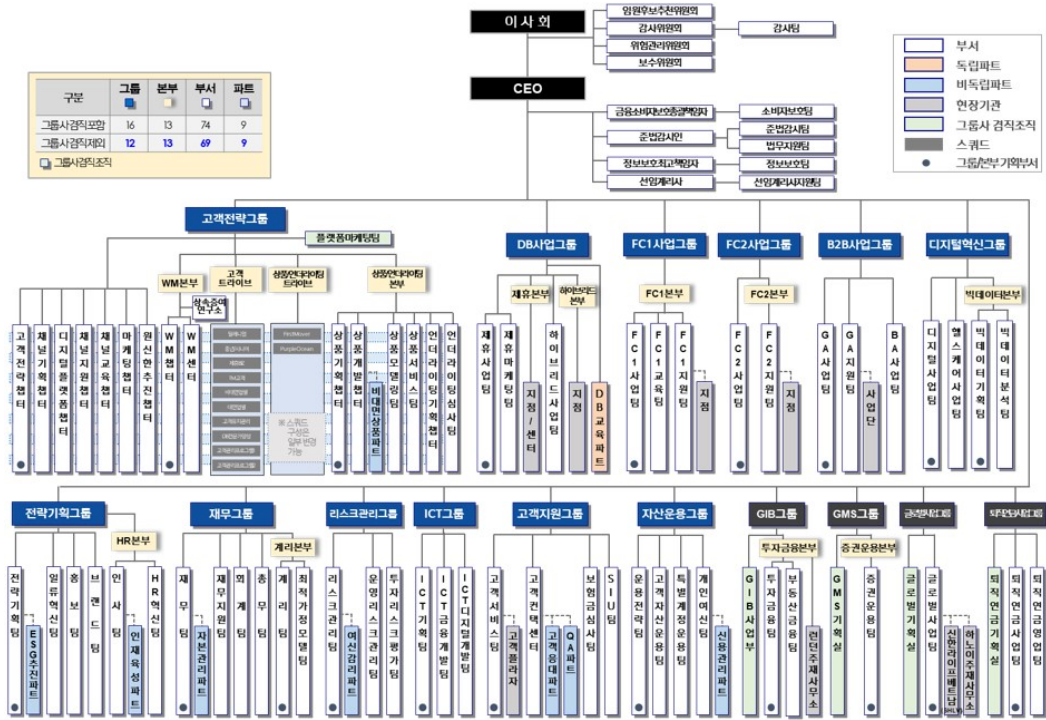 이사회
임원후보추천위원회
감사위원회
감사팀
위험관리위원회
보수위원회
CEO
금융소비자보호총괄책임자
소비자보호팀
준법감시인
준법감시팀
법무지원팀
정보보호최고책임자
정보보호팀
선임계리사
선임계리사지원팀
부서
독립파트
비독립파트
현장기관
그룹사 겸직조직
스쿼드
그룹/본부 기획부서
구분 그룹 본부 부서 파트
그룹사겸직포함 16 13 74 9
그룹사겸직제외 12 13 69 9
그룹사겸직조직
고객전략그룹
플랫폼마케팅팀
WM본부
고객
트라이브
상품언더라이팅
트라이브
상품언더라이팅
본부
상속증여
연구소
고객전략챕터
채널기획챕터
디지털플랫폼챕터
채널지원챕터
채널교육챕터
마케팅챕터
원신한추진챕터
WM챕터
WM센터
FirstMover
PurpleOcean
※ 스쿼드
구성은
일부 변경
가능
상품기획챕터
상품개발챕터
비대면상품파트
상품모델링팀
상품서비스팀
언더라이팅기획챕터
언더라이팅심사팀
DB사업그룹
제휴본부
하이브리드
본부
제휴사업팀
제휴마케팅팀
지점/센터
하이브리드사업팀
지점
DB교육파트
FC1사업그룹
FC1본부
FC1사업팀
FC1교육팀
FC1지원팀
지점
FC2사업그룹
FC2본부
FC2사업팀
FC2지원팀
지점
B2B사업그룹
GA사업팀
GA지원팀
사업단
BA사업팀
디지털혁신그룹
빅데이터본부
디지털사업팀
헬스케어사업팀
빅데이터기획팀
빅데이터분석팀
전략기획그룹
HR본부
전략기획팀
ESG추진파트
일류혁신팀
홍보팀
브랜드팀
인사팀
인재육성파트
HR혁신팀
재무그룹
계리본부
재무팀
자본관리파트
재무지원팀
회계팀
총무팀
계리팀
최적가정모델팀
리스크관리그룹
리스크관리팀
여신감리파트
운영리스크관리팀
투자리스크평가팀
ICT그룹
ICT기획팀
ICT금융개발팀
ICT디지털개발팀
고객지원그룹
고객서비스팀
고객플라자
고객컨택센터
고객응대파트
QA파트
보험금심사팀
SIU팀
자산운용그룹
운용전략팀
고객자산운용팀
특별계정운용팀
개인여신팀
신용관리파트
GIB그룹
투자금융본부
GIB사업부
투자금융팀
부동산금융팀
런던주재사무소
GMS그룹
증권운용본부
GMS기획실
증권운용팀
글로벌사업그룹
글로벌기획실
글로벌사업팀
신한라이프베트남
하노이주재사무소
퇴직연금사업그룹
퇴직연금기획실
퇴직연금사업팀
퇴직연금영업팀